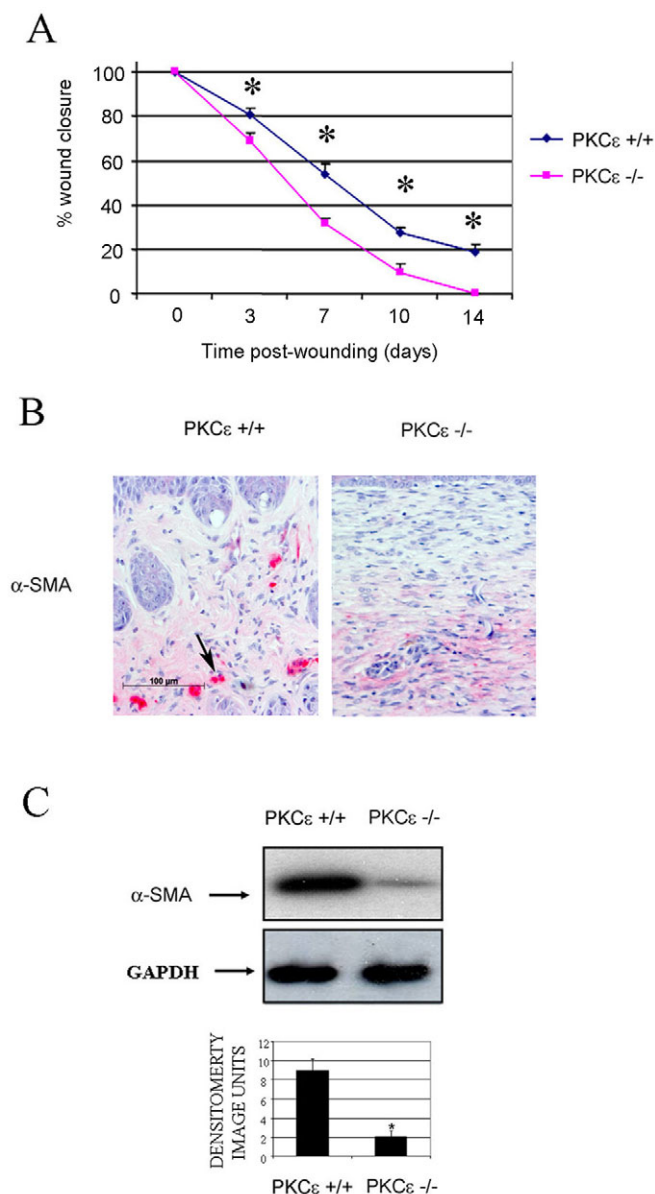 A
100
80
60
40
20
0
% wound closure
* * * *
PKCε +/+
PKCε -/-
0 3 7 10 14
Time post-wounding (days)
B
PKCε +/+ PKCε -/-
α-SMA
100 µm
C
PKCε +/+ PKCε -/-
α-SMA
GAPDH
DENSITOMERTY
IMAGE UNITS
12
10
8
6
4
2
0
*
PKCε +/+ PKCε -/-